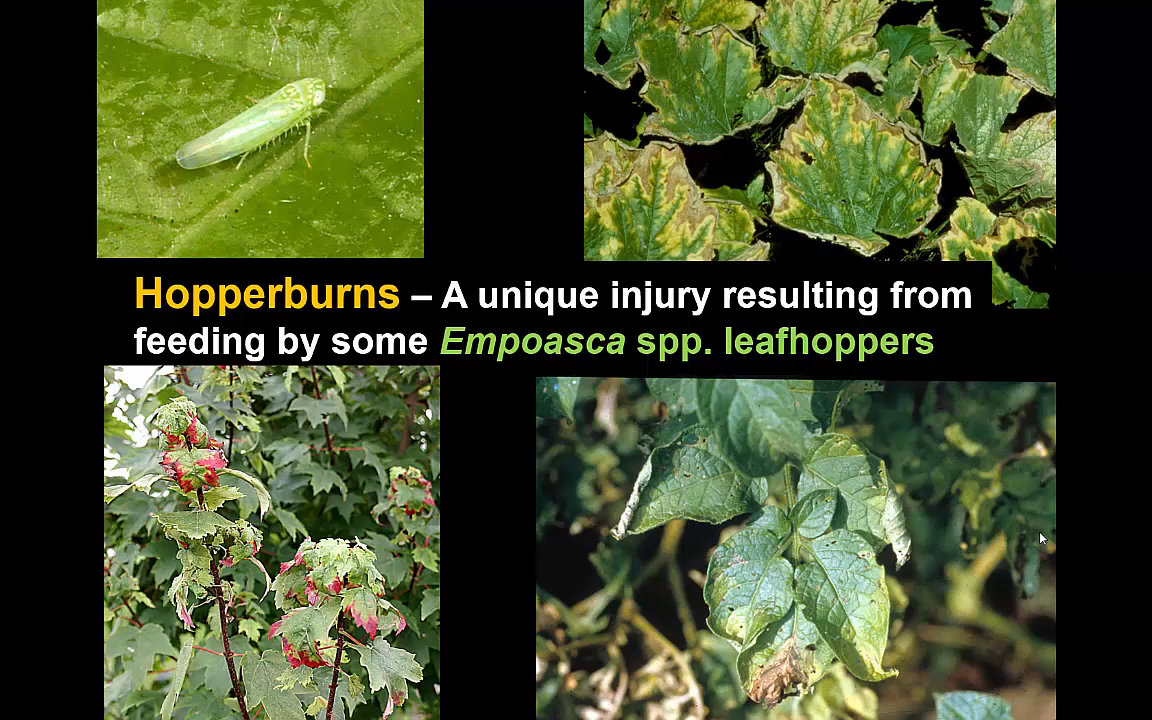 Hopperburns – A unique injury resulting from
feeding by some Empoasca spp. leafhoppers